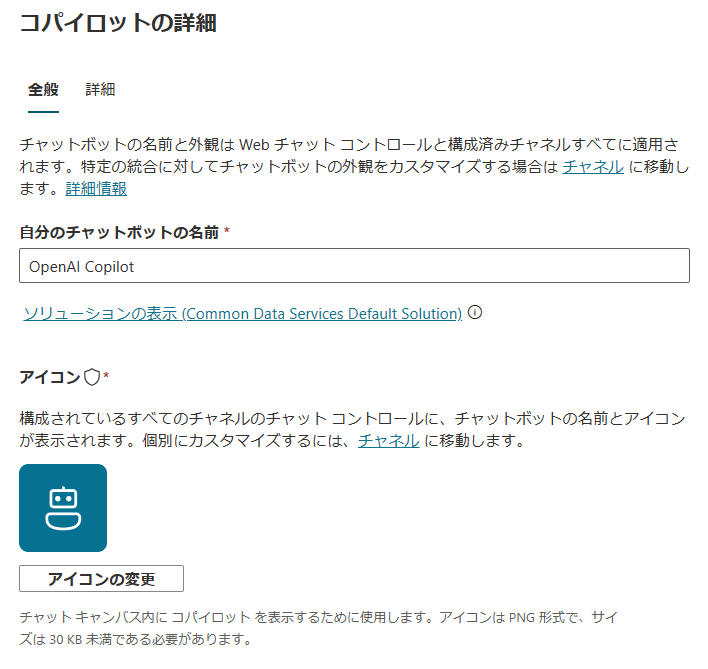 コパイロットの詳細
全般 詳細
チャットボットの名前と外観は Web チャット コントロールと構成済みチャネルすべてに適用さ
れます。特定の統合に対してチャットボットの外観をカスタマイズする場合は チャネル に移動し
ます。詳細情報
自分のチャットボットの名前 *
OpenAI Copilot
ソリューションの表示 (Common Data Services Default Solution)
アイコン *
構成されているすべてのチャネルのチャット コントロールに、チャットボットの名前とアイコン
が表示されます。個別にカスタマイズするには、チャネル に移動します。
アイコンの変更
チャット キャンバス内に コパイロット を表示するために使用します。アイコンは PNG 形式で、サイ
ズは 30 KB 未満である必要があります。